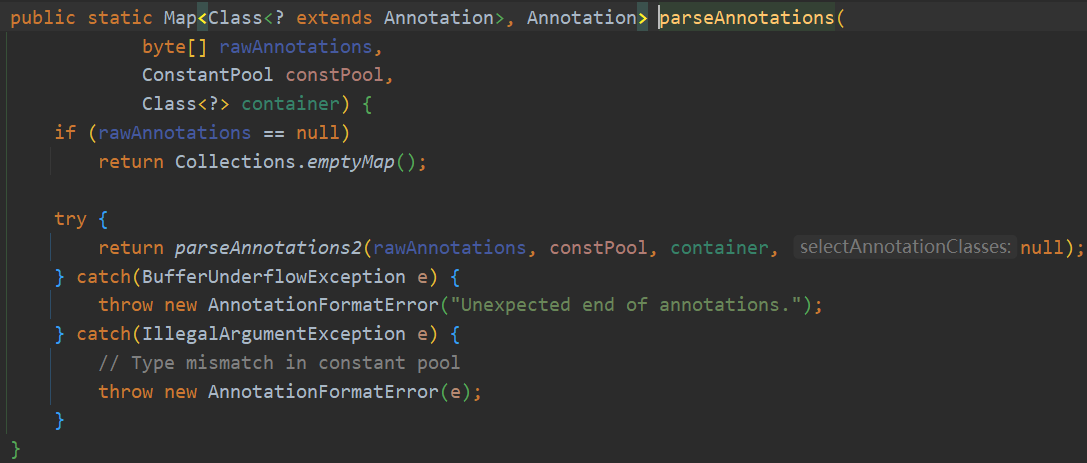 public static Map<Class<? extends Annotation>, Annotation> parseAnnotations(
            byte[] rawAnnotations,
            ConstantPool constPool,
            Class<?> container) {
    if (rawAnnotations == null)
        return Collections.emptyMap();

    try {
        return parseAnnotations2(rawAnnotations, constPool, container, selectAnnotationClasses: null);
    } catch(BufferUnderflowException e) {
        throw new AnnotationFormatError("Unexpected end of annotations.");
    } catch(IllegalArgumentException e) {
        // Type mismatch in constant pool
        throw new AnnotationFormatError(e);
    }
}